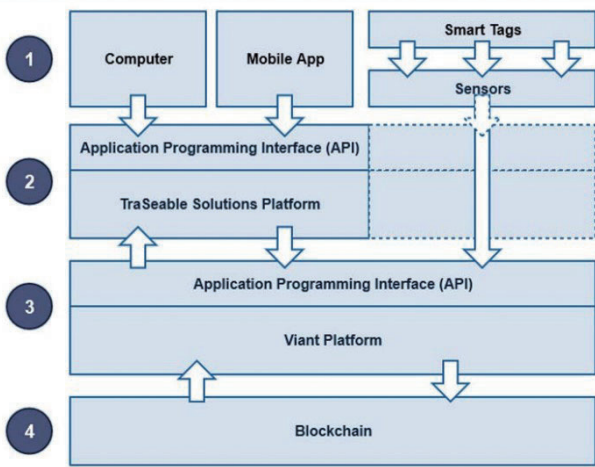 1
Computer
Mobile App
Smart Tags
Sensors
2
Application Programming Interface (API)
TraSeable Solutions Platform
3
Application Programming Interface (API)
Viant Platform
4
Blockchain